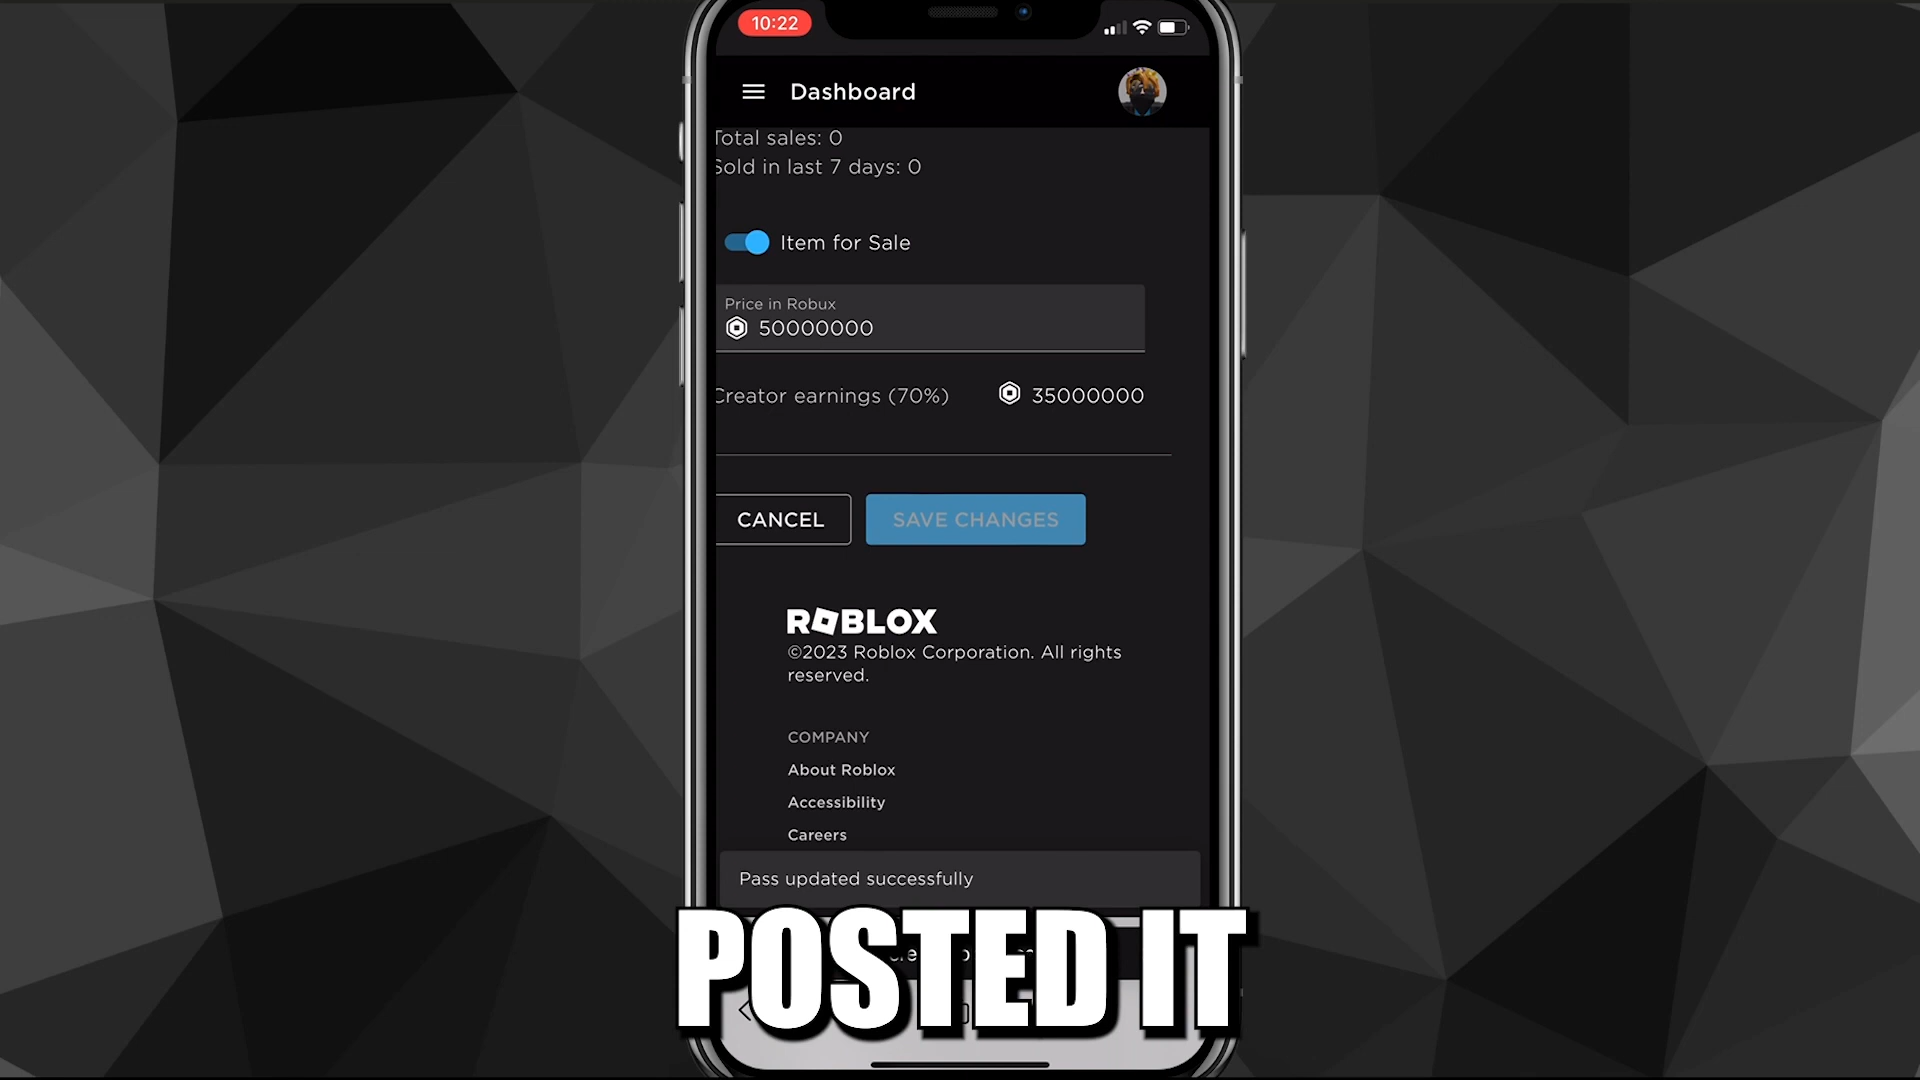 10:22
Dashboard
Total sales: 0
Sold in last 7 days: 0
Item for Sale
Price in Robux
50000000
Creator earnings (70%) 35000000
CANCEL SAVE CHANGES
ROBLOX
©2023 Roblox Corporation. All rights
reserved.
COMPANY
About Roblox
Accessibility
Careers
Pass updated successfully
POSTED IT